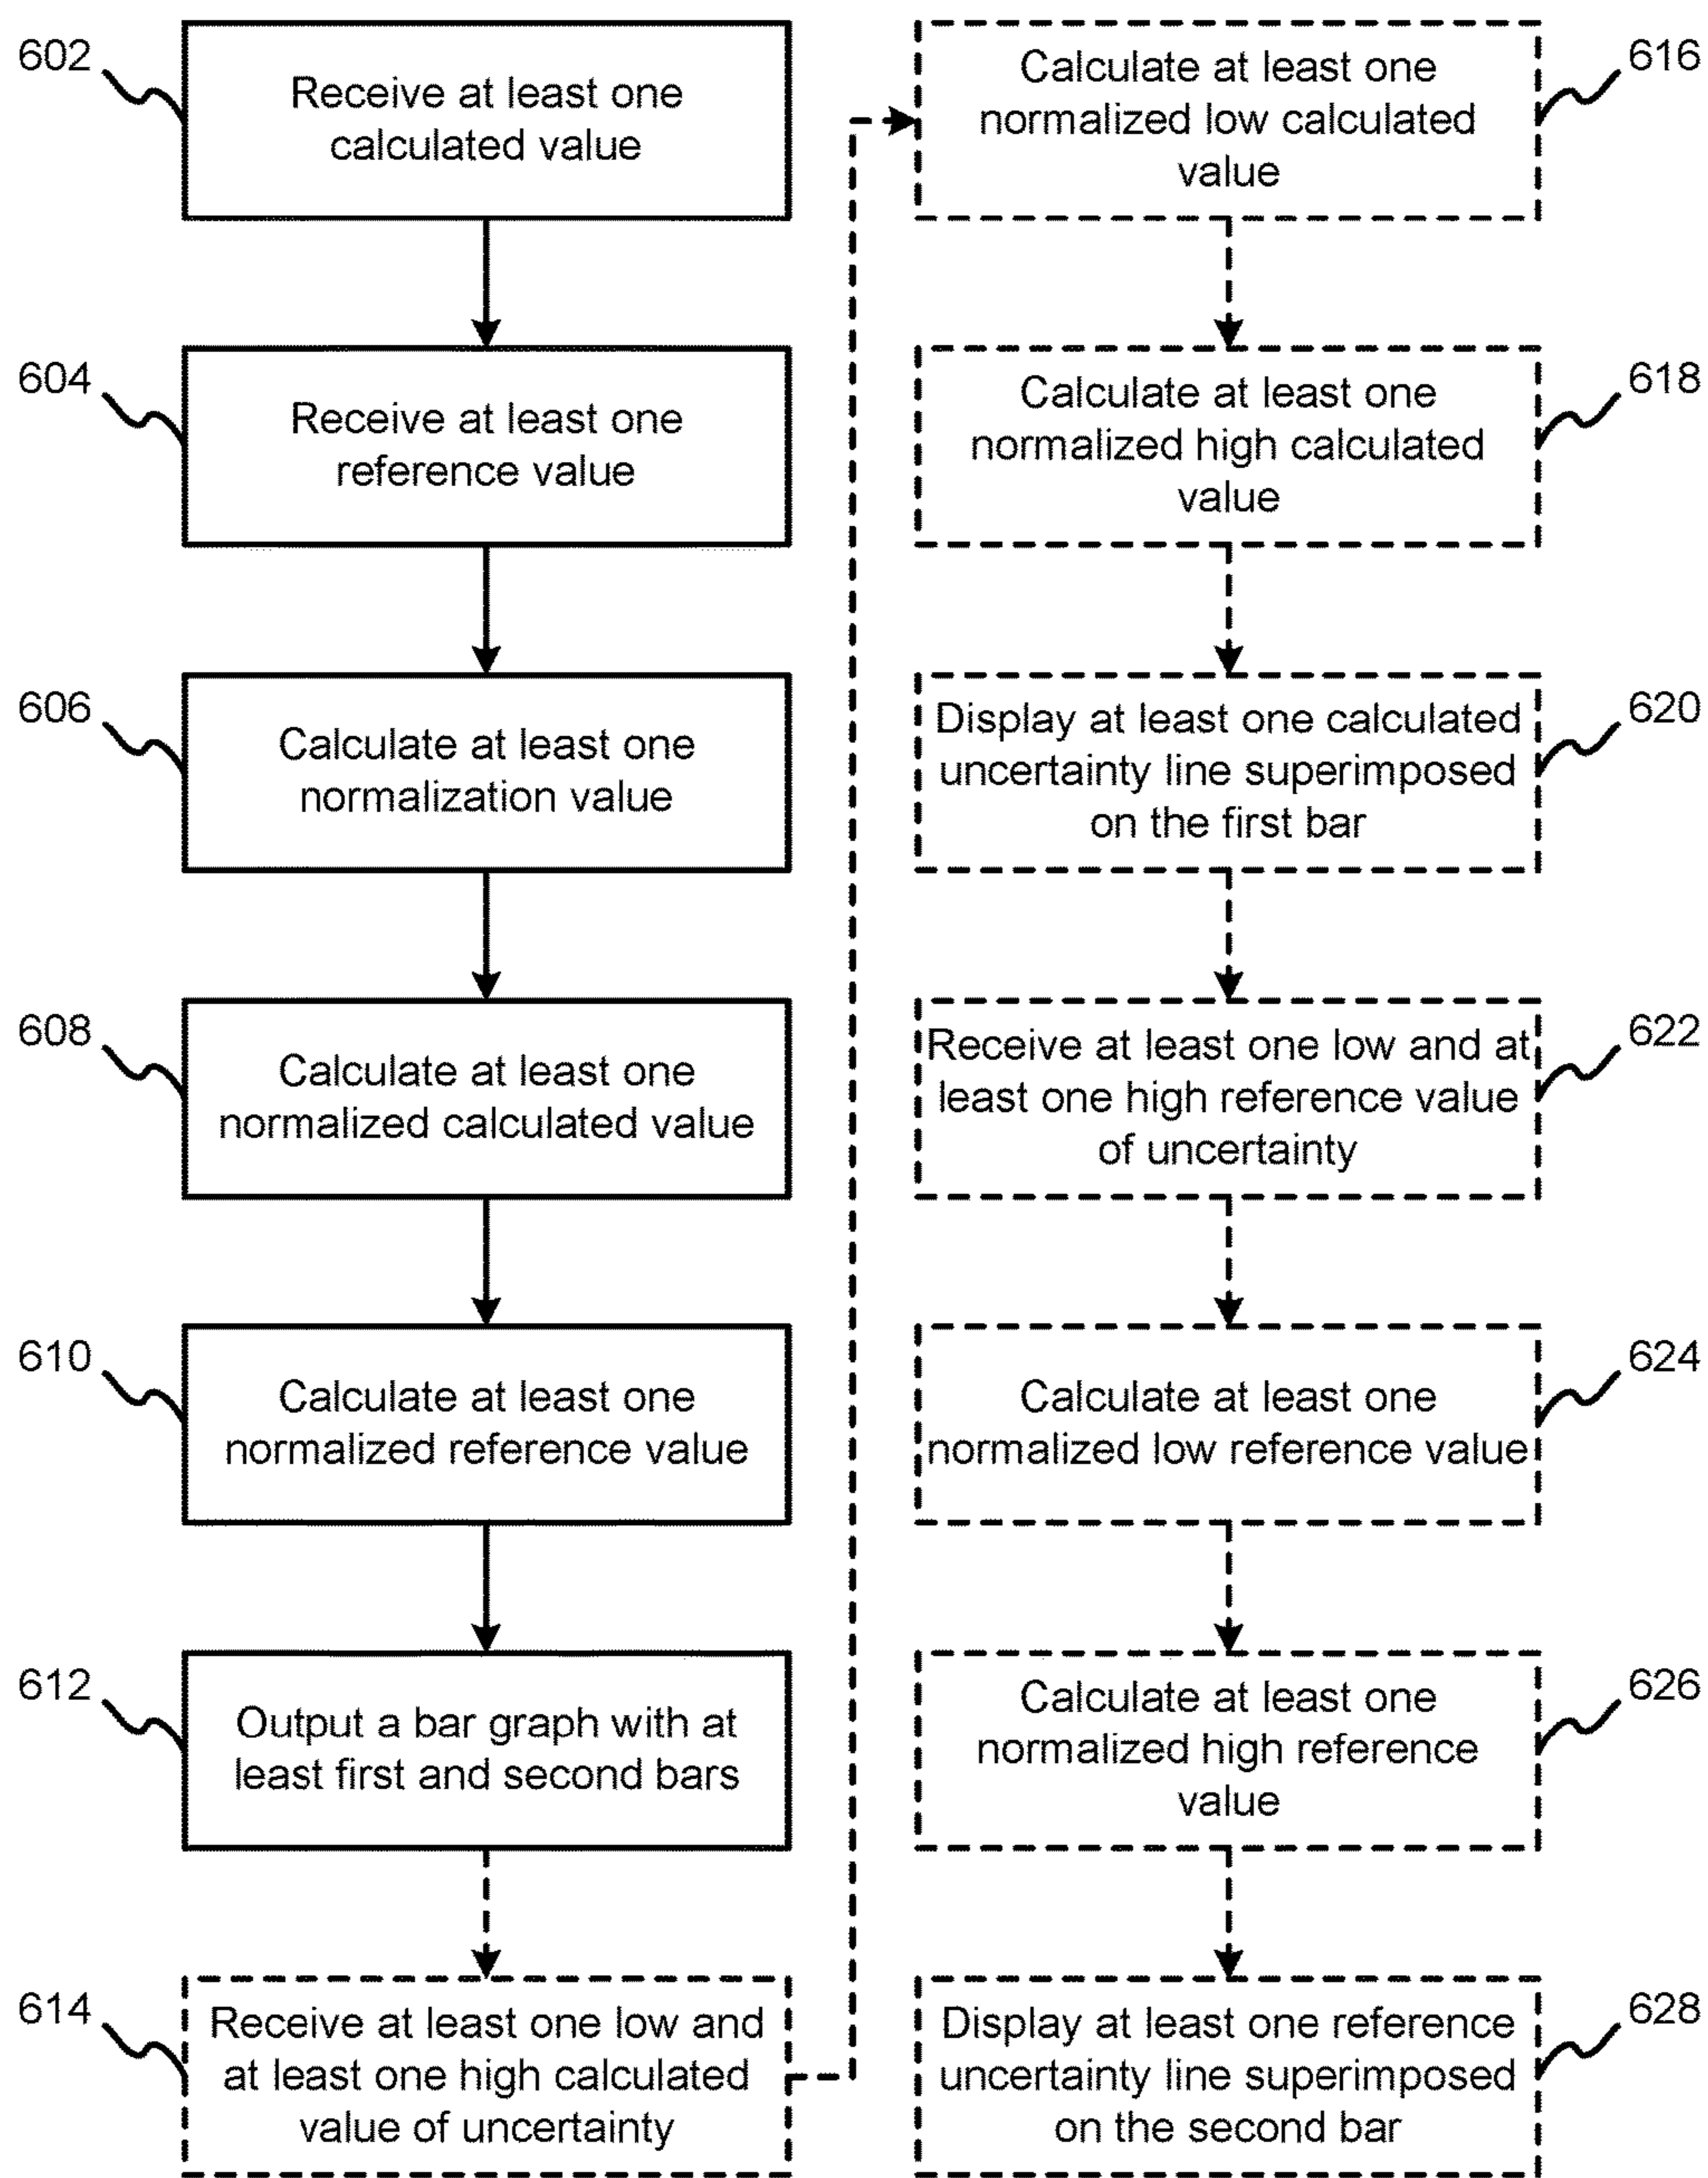 602
Receive at least one
calculated value
604
Receive at least one
reference value
606
Calculate at least one
normalization value
608
Calculate at least one
normalized calculated value
610
Calculate at least one
normalized reference value
612
Output a bar graph with at
least first and second bars
614
Receive at least one low and
at least one high calculated
value of uncertainty
616
Calculate at least one
normalized low calculated
value
618
Calculate at least one
normalized high calculated
value
620
Display at least one calculated
uncertainty line superimposed
on the first bar
622
Receive at least one low and at
least one high reference value
of uncertainty
624
Calculate at least one
normalized low reference value
626
Calculate at least one
normalized high reference
value
628
Display at least one reference
uncertainty line superimposed
on the second bar